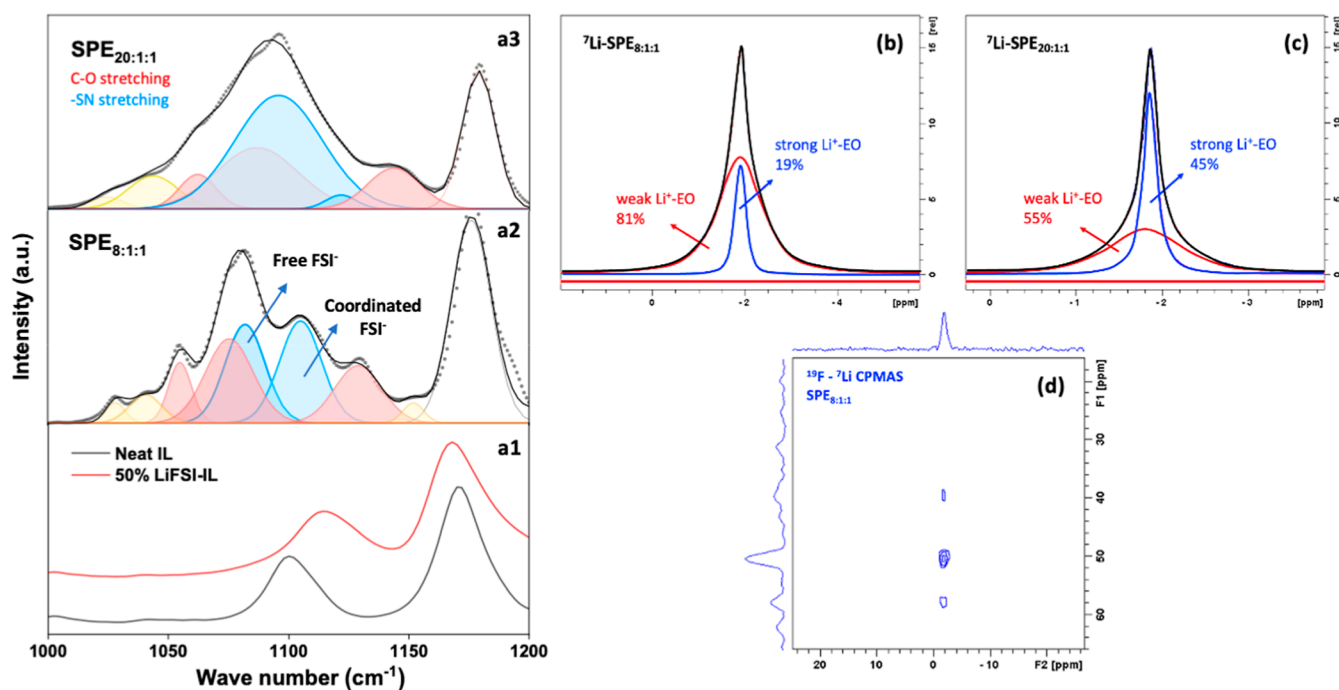 SPE20:1:1
a3
C-O stretching
-SN stretching
SPE8:1:1
a2
Free FSI-
Coordinated
FSI-
a1
Neat IL
50% LiFSI-IL
Intensity (a.u.)
1000 1050 1100 1150 1200
Wave number (cm-1)
7Li-SPE8:1:1
(b)
strong Li+-EO
19%
weak Li+-EO
81%
[rel]
15
10
5
0
0 -2 -4 [ppm]
7Li-SPE20:1:1
(c)
strong Li+-EO
45%
weak Li+-EO
55%
[rel]
15
10
5
0
0 -1 -2 -3 [ppm]
19F - 7Li CPMAS
(d)
SPE8:1:1
F1 [ppm]
30
40
50
60
20 10 0 -10 F2 [ppm]